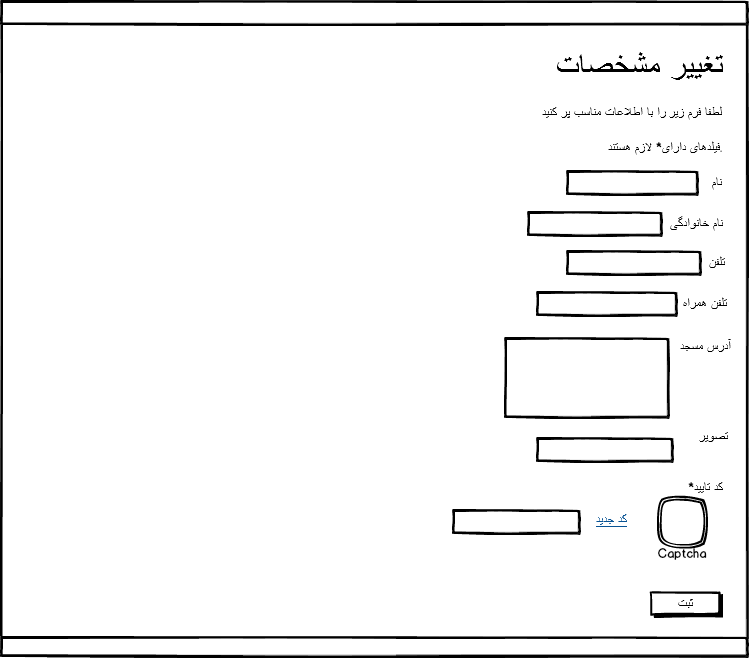 تغییر مشخصات
لطفا فرم زیر را با اطلاعات مناسب پر کنید
فیلدهای دارای* لازم هستند.
نام
نام خانوادگی
تلفن
تلفن همراه
آدرس مسجد
تصویر
کد تایید*
کد جدید
Captcha
ثبت